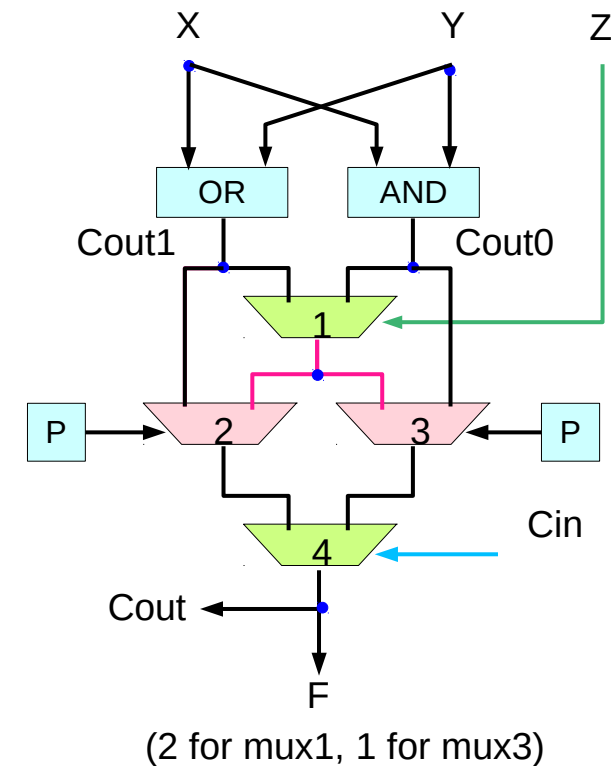 X Y Z
OR AND
Cout1 Cout0
1
P 2 3 P
Cin
4
Cout
F
(2 for mux1, 1 for mux3)